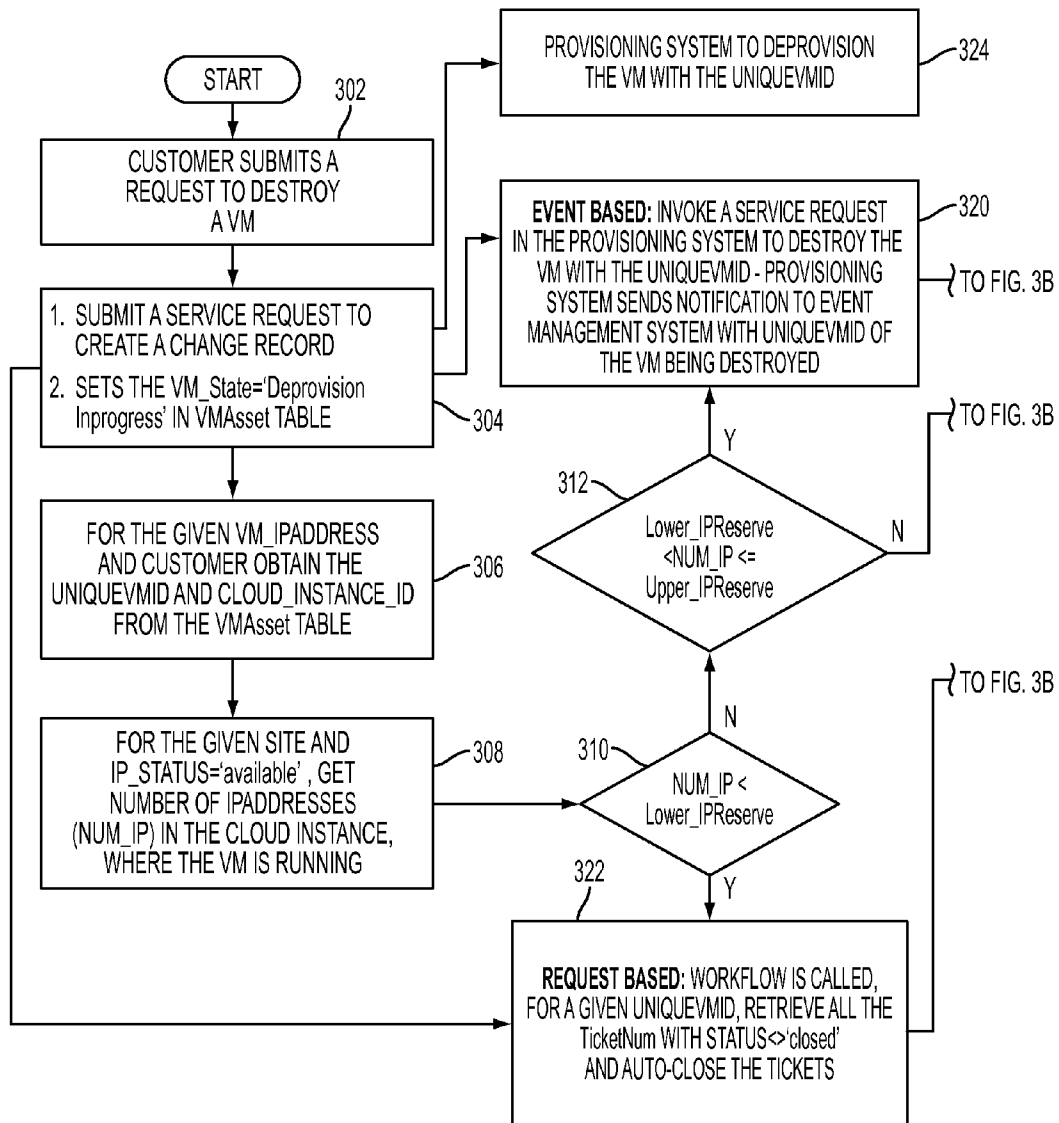 START
302
CUSTOMER SUBMITS A
REQUEST TO DESTROY
A VM
1. SUBMIT A SERVICE REQUEST TO
CREATE A CHANGE RECORD
2. SETS THE VM_State='Deprovision
Inprogress' IN VMAsset TABLE
304
FOR THE GIVEN VM_IPADDRESS
AND CUSTOMER OBTAIN THE
UNIQUEVMID AND CLOUD_INSTANCE_ID
FROM THE VMAsset TABLE
306
FOR THE GIVEN SITE AND
IP_STATUS='available' , GET
NUMBER OF IPADDRESSES
(NUM_IP) IN THE CLOUD INSTANCE,
WHERE THE VM IS RUNNING
308
PROVISIONING SYSTEM TO DEPROVISION
THE VM WITH THE UNIQUEVMID
324
EVENT BASED: INVOKE A SERVICE REQUEST
IN THE PROVISIONING SYSTEM TO DESTROY THE
VM WITH THE UNIQUEVMID - PROVISIONING
SYSTEM SENDS NOTIFICATION TO EVENT
MANAGEMENT SYSTEM WITH UNIQUEVMID OF
THE VM BEING DESTROYED
320
TO FIG. 3B
Y
312
Lower_IPReserve
<NUM_IP <=
Upper_IPReserve
N
TO FIG. 3B
N
310
NUM_IP <
Lower_IPReserve
Y
322
REQUEST BASED: WORKFLOW IS CALLED,
FOR A GIVEN UNIQUEVMID, RETRIEVE ALL THE
TicketNum WITH STATUS<>'closed'
AND AUTO-CLOSE THE TICKETS
TO FIG. 3B